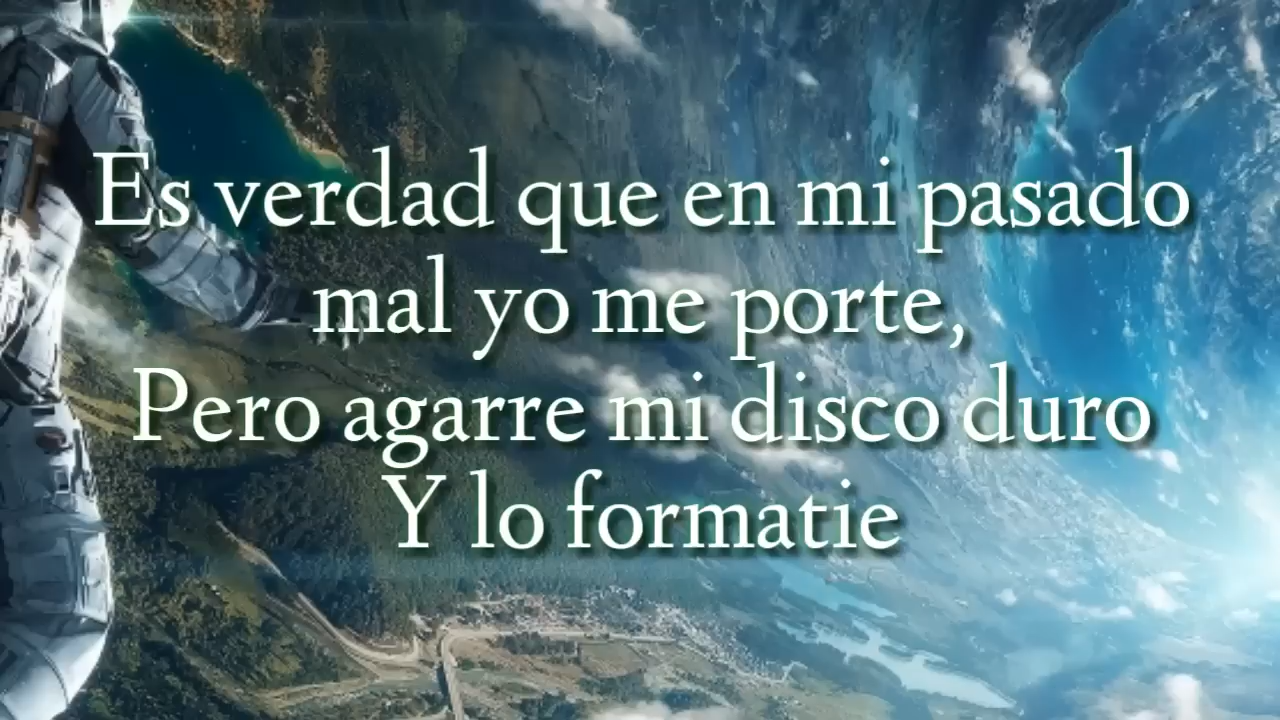 Es verdad que en mi pasado
mal yo me porte,
Pero agarre mi disco duro
Y lo formatie